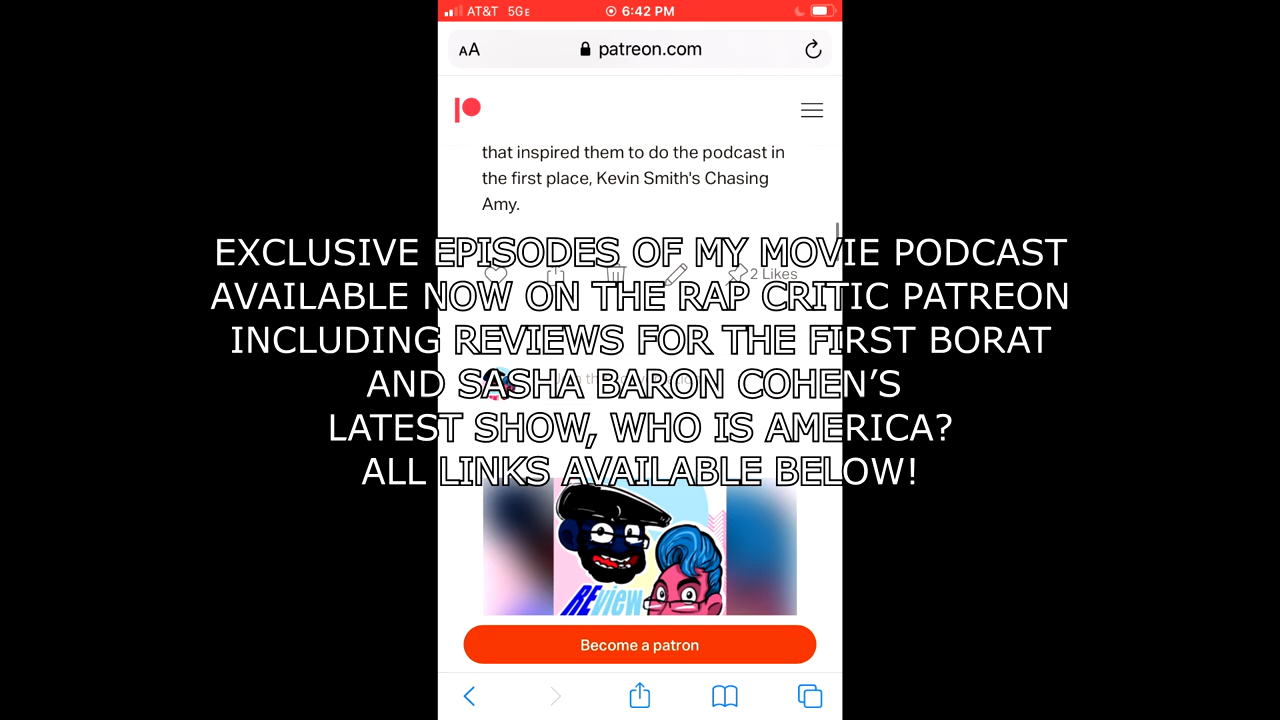 AT&T 5GE 6:42 PM
AA patreon.com
that inspired them to do the podcast in
the first place, Kevin Smith's Chasing
Amy.
EXCLUSIVE EPISODES OF MY MOVIE PODCAST
2 Likes
AVAILABLE NOW ON THE RAP CRITIC PATREON
INCLUDING REVIEWS FOR THE FIRST BORAT
AND SASHA BARON COHEN’S
LATEST SHOW, WHO IS AMERICA?
ALL LINKS AVAILABLE BELOW!
REview
Become a patron